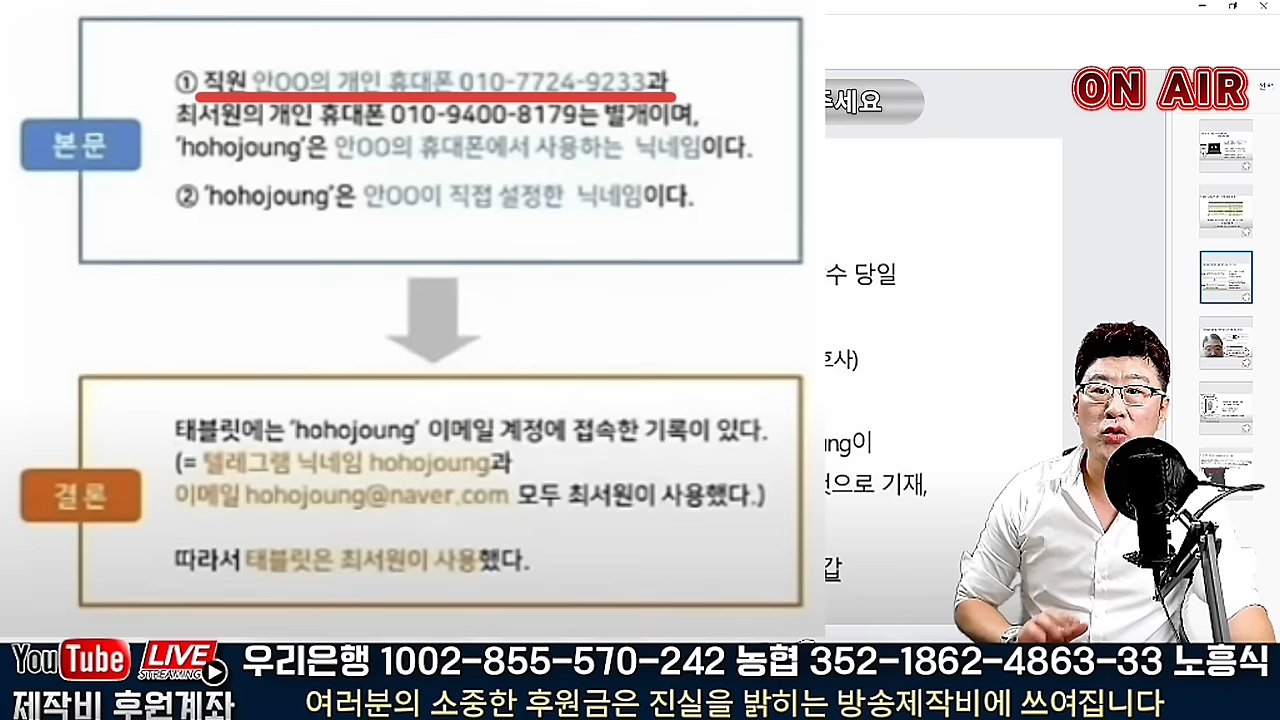 ① 직원 안OO의 개인 휴대폰 010-7724-9233과
최서원의 개인 휴대폰 010-9400-8179는 별개이며,
'hohojoung'은 안OO의 휴대폰에서 사용하는 닉네임이다.
② 'hohojoung'은 안OO이 직접 설정한 닉네임이다.
본문
태블릿에는 'hohojoung' 이메일 계정에 접속한 기록이 있다.
(= 텔레그램 닉네임 hohojoung과
이메일 hohojoung@naver.com 모두 최서원이 사용했다.)
따라서 태블릿은 최서원이 사용했다.
결론
주세요
ON AIR
수 당일
호사)
ung이
것으로 기재,
갑
YouTube LIVE STREAMING
제작비 후원계좌
우리은행 1002-855-570-242 농협 352-1862-4863-33 노흥식
여러분의 소중한 후원금은 진실을 밝히는 방송제작비에 쓰여집니다